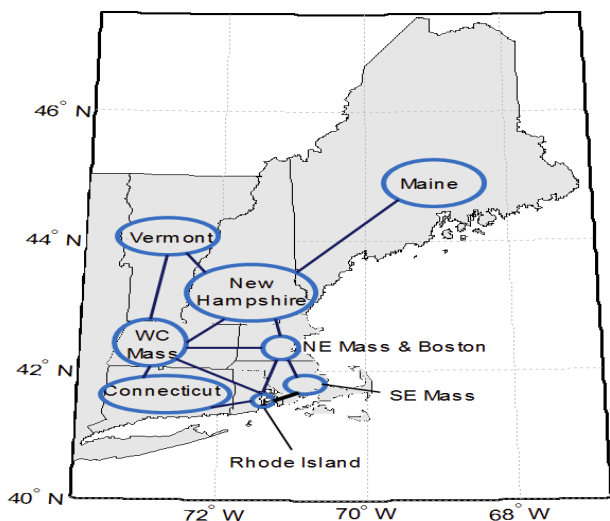 46° N
Maine
Vermont
44° N
New
Hampshire
WC
Mass
NE Mass & Boston
42° N
Connecticut
SE Mass
Rhode Island
40° N
72° W
70° W
68° W